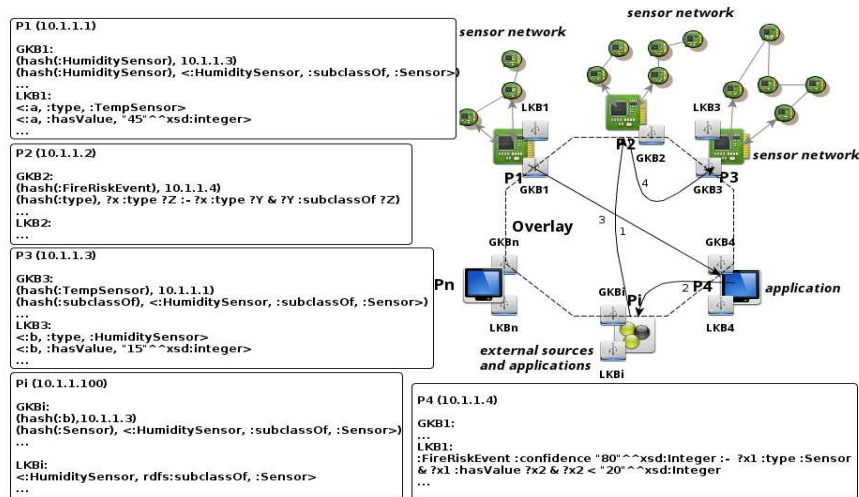 P1 (10.1.1.1)
GKB1:
(hash(:HumiditySensor), 10.1.1.3)
(hash(:HumiditySensor), <:HumiditySensor, :subclassOf, :Sensor>)
...
LKB1:
<:a, :type, :TempSensor>
<:a, :hasValue, "45"^^xsd:integer>
...
P2 (10.1.1.2)
GKB2:
(hash(:FireRiskEvent), 10.1.1.4)
(hash(:type), ?x :type ?Z :- ?x :type ?Y & ?Y :subclassOf ?Z)
...
LKB2:
...
P3 (10.1.1.3)
GKB3:
(hash(:TempSensor), 10.1.1.1)
(hash(:subclassOf), <:HumiditySensor, :subclassOf, :Sensor>)
...
LKB3:
<:b, :type, :HumiditySensor>
<:b, :hasValue, "15"^^xsd:integer>
...
Pi (10.1.1.100)
GKBi:
(hash(:b),10.1.1.3)
(hash(:Sensor), <:HumiditySensor, :subclassOf, :Sensor>)
...
LKBi:
<:HumiditySensor, rdfs:subclassOf, :Sensor>
...
P4 (10.1.1.4)
GKB1:
...
LKB1:
:FireRiskEvent :confidence "80"^^xsd:Integer :- ?x1 :type :Sensor
& ?x1 :hasValue ?x2 & ?x2 < "20"^^xsd:Integer
...
sensor network
sensor network
LKB1
LKB3
P2
GKB2
sensor network
P1
GKB1
4
GKB3
P3
Overlay
3
1
GKBn
GKB4
Pn
GKBi
Pi
2
P4
application
LKBn
LKB4
external sources
and applications
LKBi